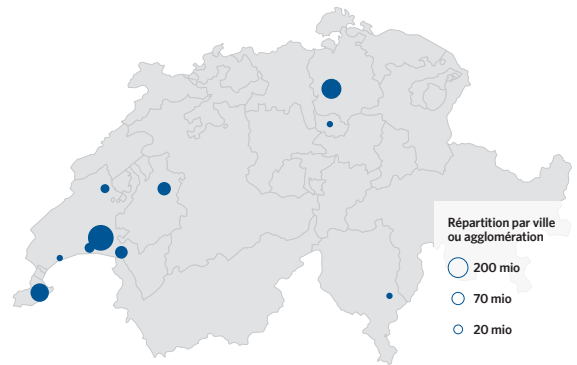 Répartition par ville
ou agglomération
200 mio
70 mio
20 mio